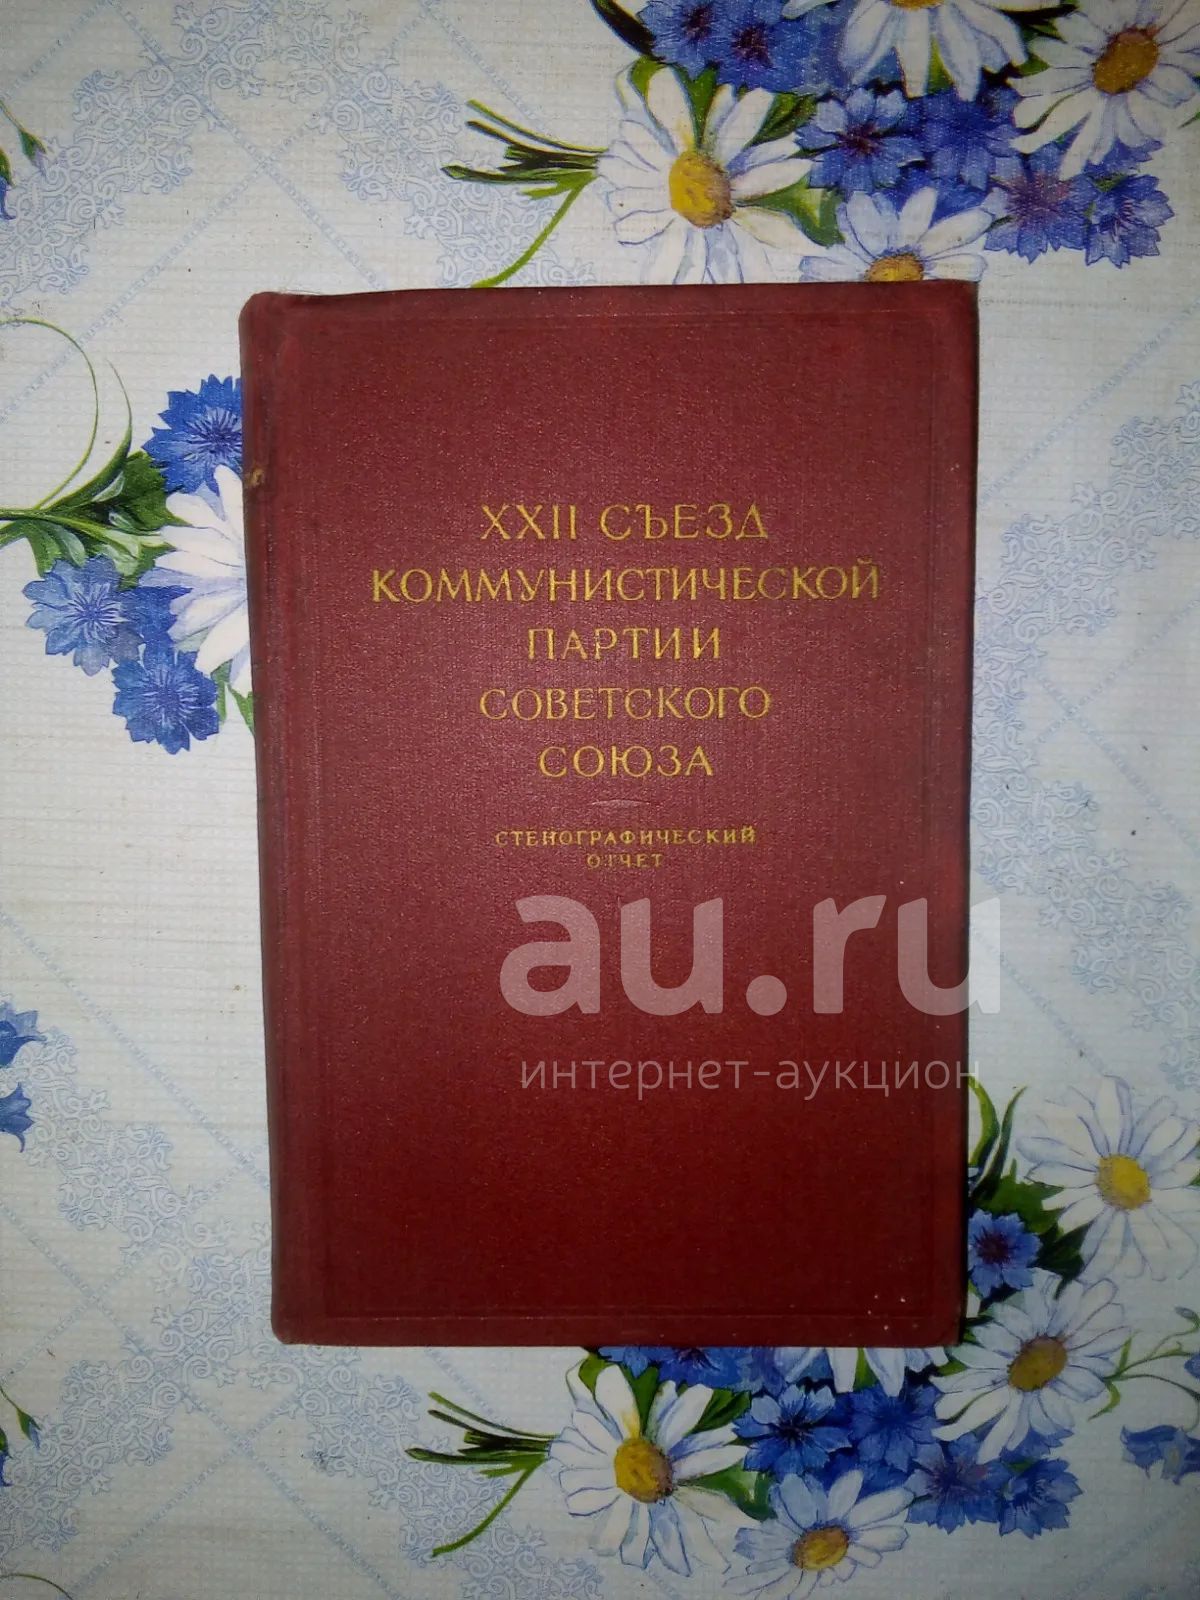 XXII СЪЕЗД
КОММУНИСТИЧЕСКОЙ
ПАРТИИ
СОВЕТСКОГО
СОЮЗА
СТЕНОГРАФИЧЕСКИЙ
ОТЧЕТ
au.ru
интернет-аукцион